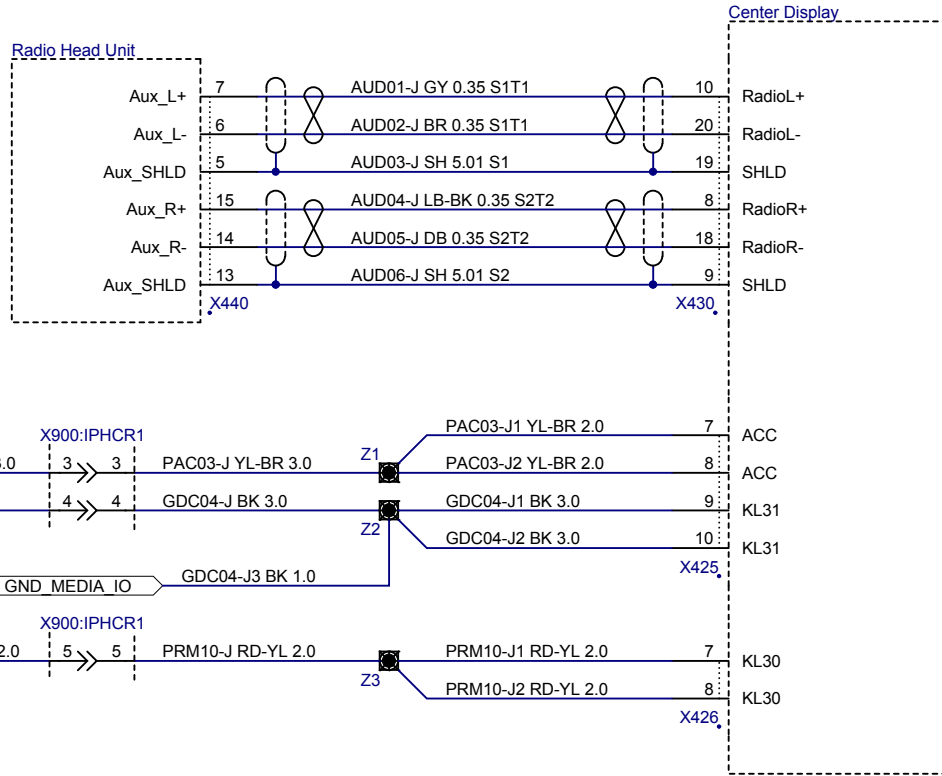 Center Display
Radio Head Unit
Aux_L+ 7 AUD01-J GY 0.35 S1T1 10 RadioL+
Aux_L- 6 AUD02-J BR 0.35 S1T1 20 RadioL-
Aux_SHLD 5 AUD03-J SH 5.01 S1 19 SHLD
Aux_R+ 15 AUD04-J LB-BK 0.35 S2T2 8 RadioR+
Aux_R- 14 AUD05-J DB 0.35 S2T2 18 RadioR-
Aux_SHLD 13 AUD06-J SH 5.01 S2 9 SHLD
X440 X430
PAC03-J1 YL-BR 2.0 7 ACC
X900:IPHCR1
.0 3 3 PAC03-J YL-BR 3.0 Z1 PAC03-J2 YL-BR 2.0 8 ACC
4 4 GDC04-J BK 3.0 Z2 GDC04-J1 BK 3.0 9 KL31
GDC04-J2 BK 3.0 10 KL31
X425
GND_MEDIA_IO GDC04-J3 BK 1.0
X900:IPHCR1
2.0 5 5 PRM10-J RD-YL 2.0 Z3 PRM10-J1 RD-YL 2.0 7 KL30
PRM10-J2 RD-YL 2.0 8 KL30
X426